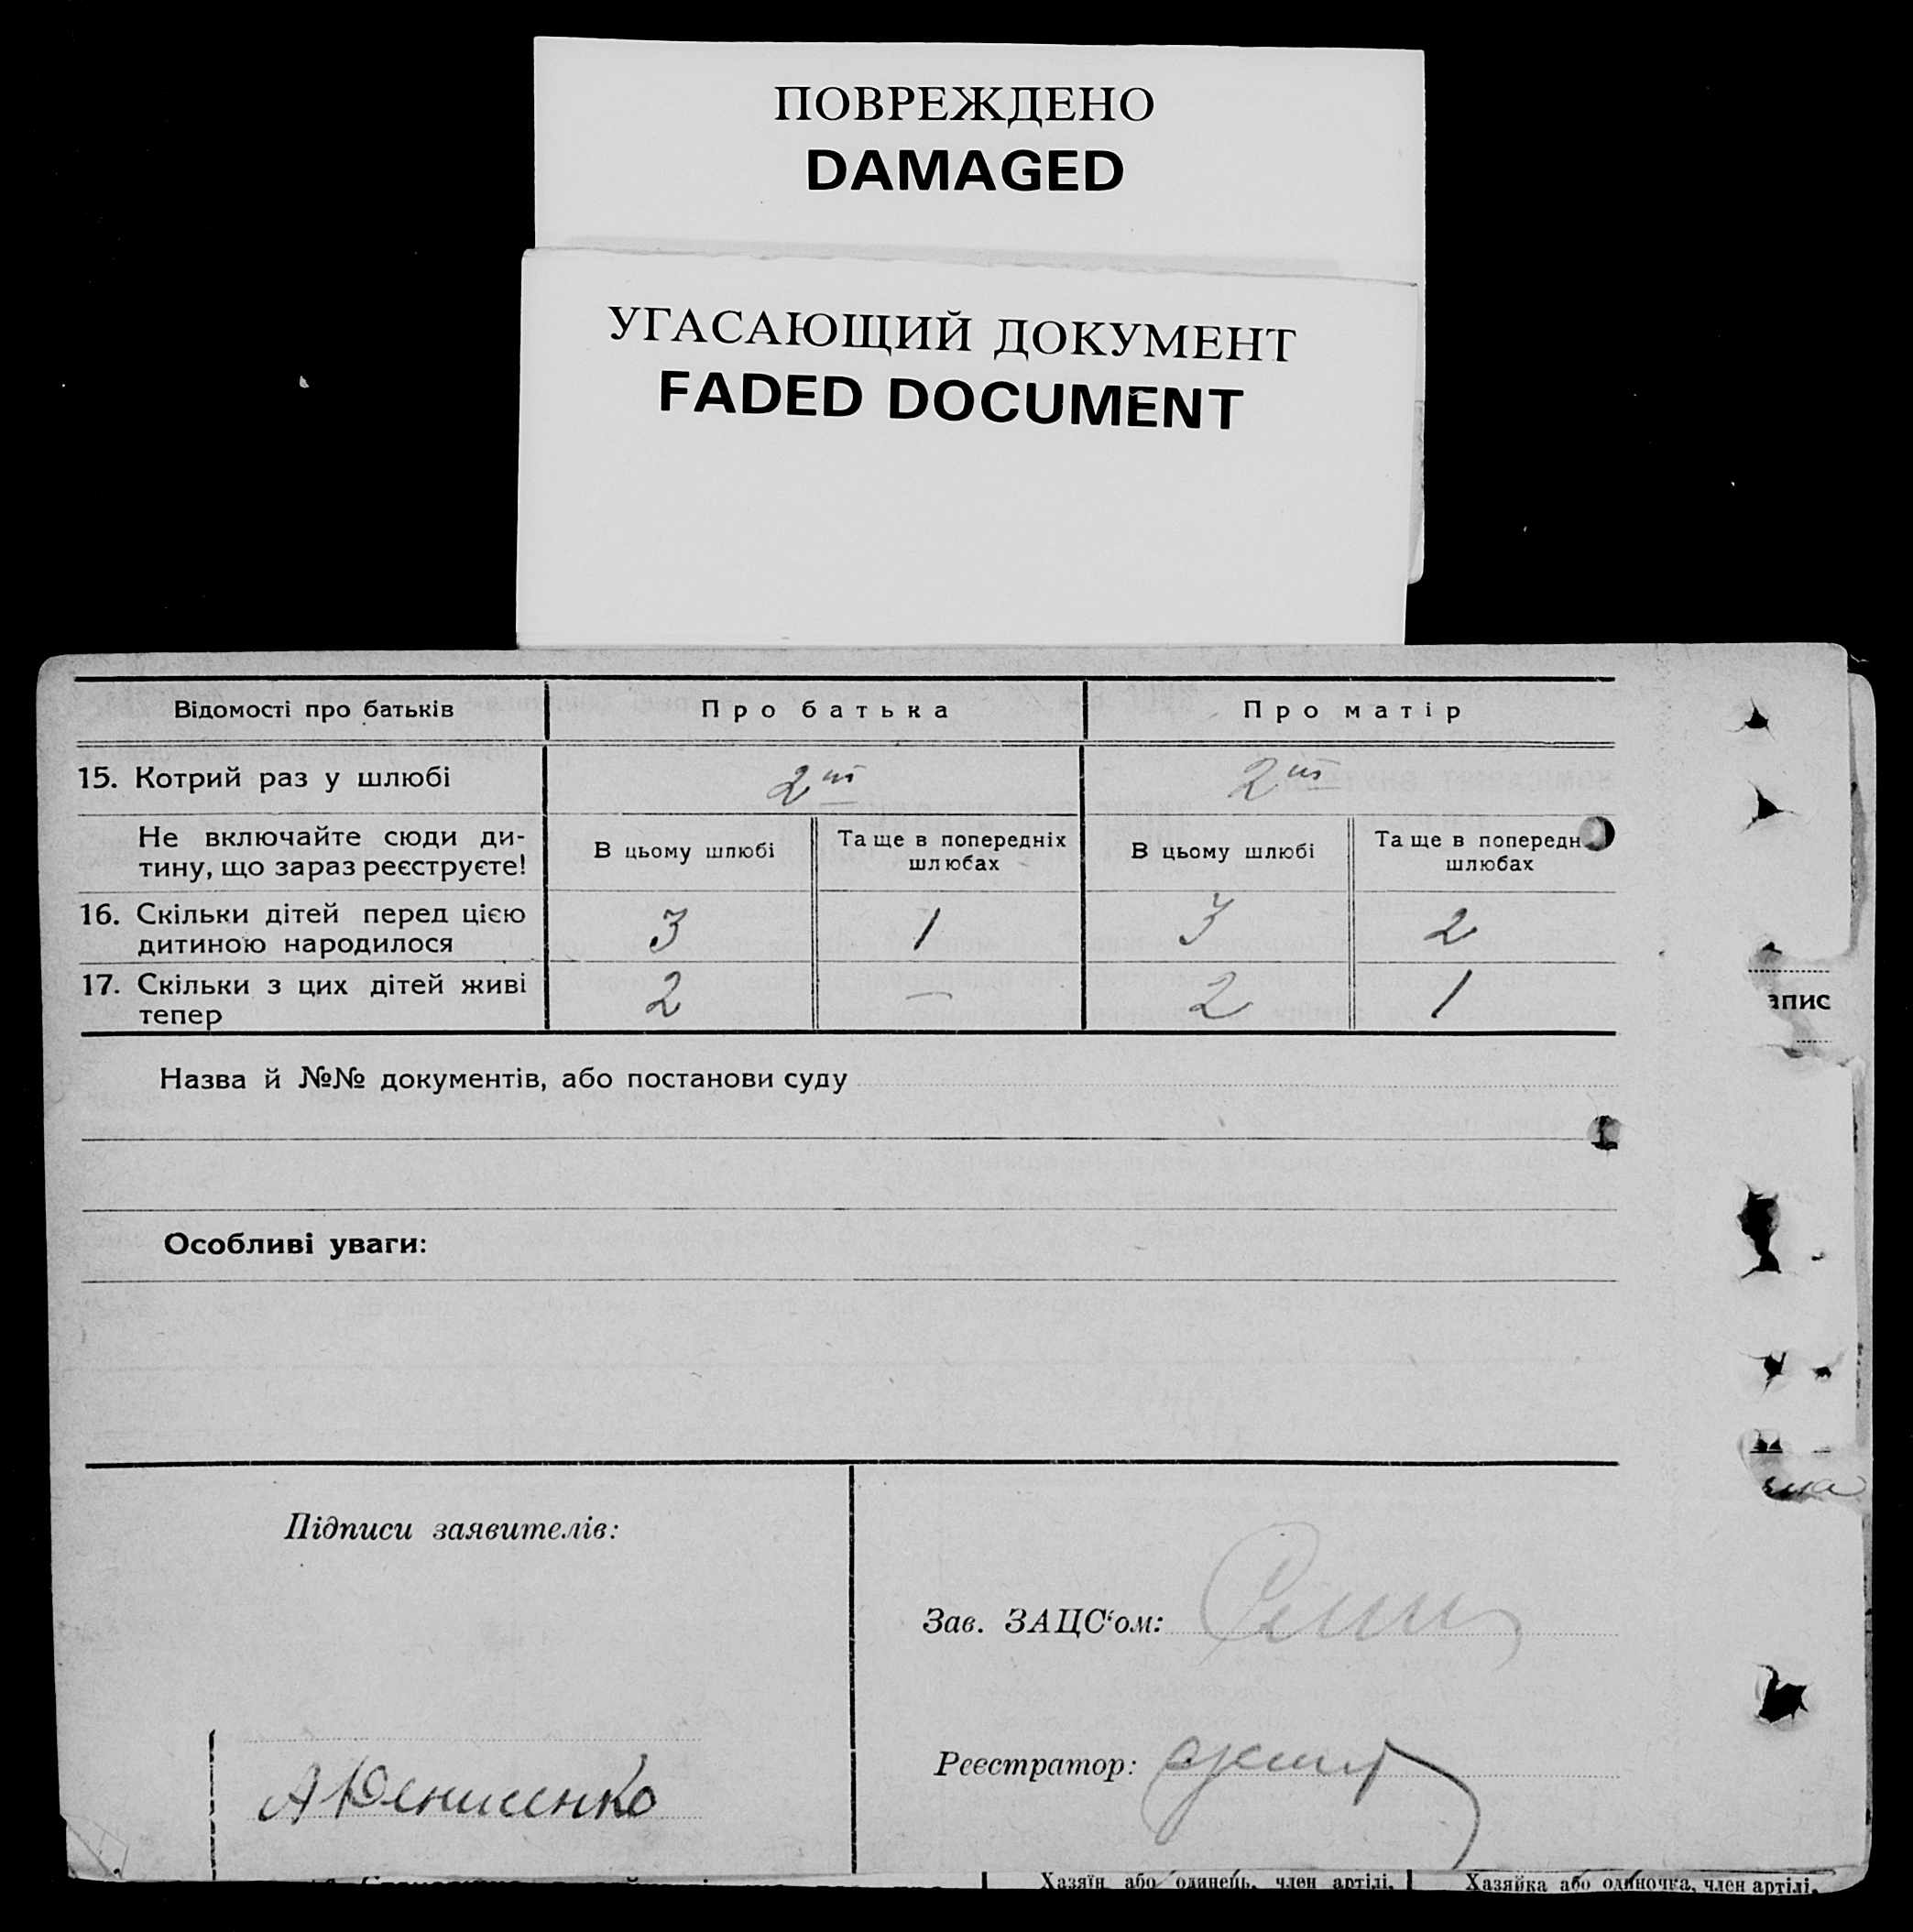 ПОВРЕЖДЕНО
DAMAGED
УГАСАЮЩИЙ ДОКУМЕНТ
FADED DOCUMENT
Відомості про батьків Про батька Про матір
15. Котрий раз у шлюбі 2 2
Не включайте сюди ди-
тину, що зараз реєструєте!
В цьому шлюбі
Та ще в попередніх
шлюбах
В цьому шлюбі
Та ще в попередн
шлюбах
16. Скільки дітей перед цією
дитиною народилося
3 1 3 2
17. Скільки з цих дітей живі
тепер
2 — 2 1
апис
Назва й №№ документів, або постанови суду
Особливі уваги:
Підписи заявителів:
Зав. ЗАЦС‘ом:
Реєстратор:
А Денисенко
Хазяїн або одинець, член артілі, Хазяйка або одиночка, член артілі,